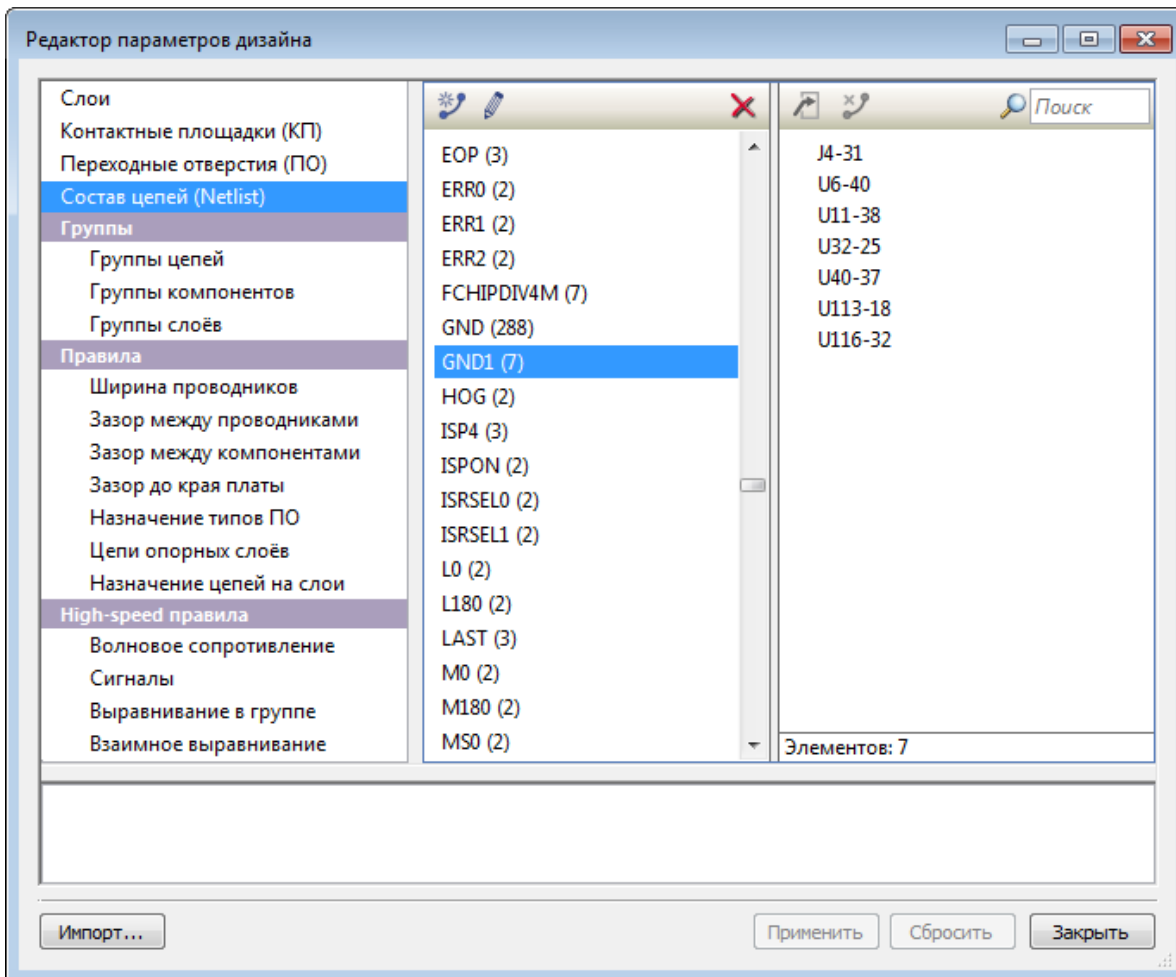 Редактор параметров дизайна
Слои
Контактные площадки (КП)
Переходные отверстия (ПО)
Состав цепей (Netlist)
Группы
Группы цепей
Группы компонентов
Группы слоёв
Правила
Ширина проводников
Зазор между проводниками
Зазор между компонентами
Зазор до края платы
Назначение типов ПО
Цепи опорных слоёв
Назначение цепей на слои
High-speed правила
Волновое сопротивление
Сигналы
Выравнивание в группе
Взаимное выравнивание
EOP (3)
ERR0 (2)
ERR1 (2)
ERR2 (2)
FCHIPDIV4M (7)
GND (288)
GND1 (7)
HOG (2)
ISP4 (3)
ISPON (2)
ISRSEL0 (2)
ISRSEL1 (2)
L0 (2)
L180 (2)
LAST (3)
M0 (2)
M180 (2)
MS0 (2)
Поиск
J4-31
U6-40
U11-38
U32-25
U40-37
U113-18
U116-32
Элементов: 7
Импорт...
Применить
Сбросить
Закрыть